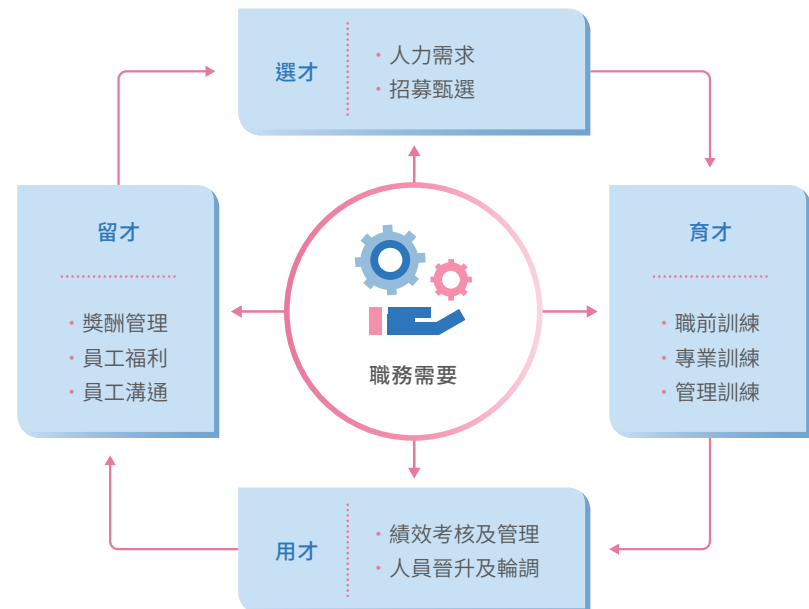 選才
・人力需求
・招募甄選
留才
・獎酬管理
・員工福利
・員工溝通
職務需要
育才
・職前訓練
・專業訓練
・管理訓練
用才
・績效考核及管理
・人員晉升及輪調